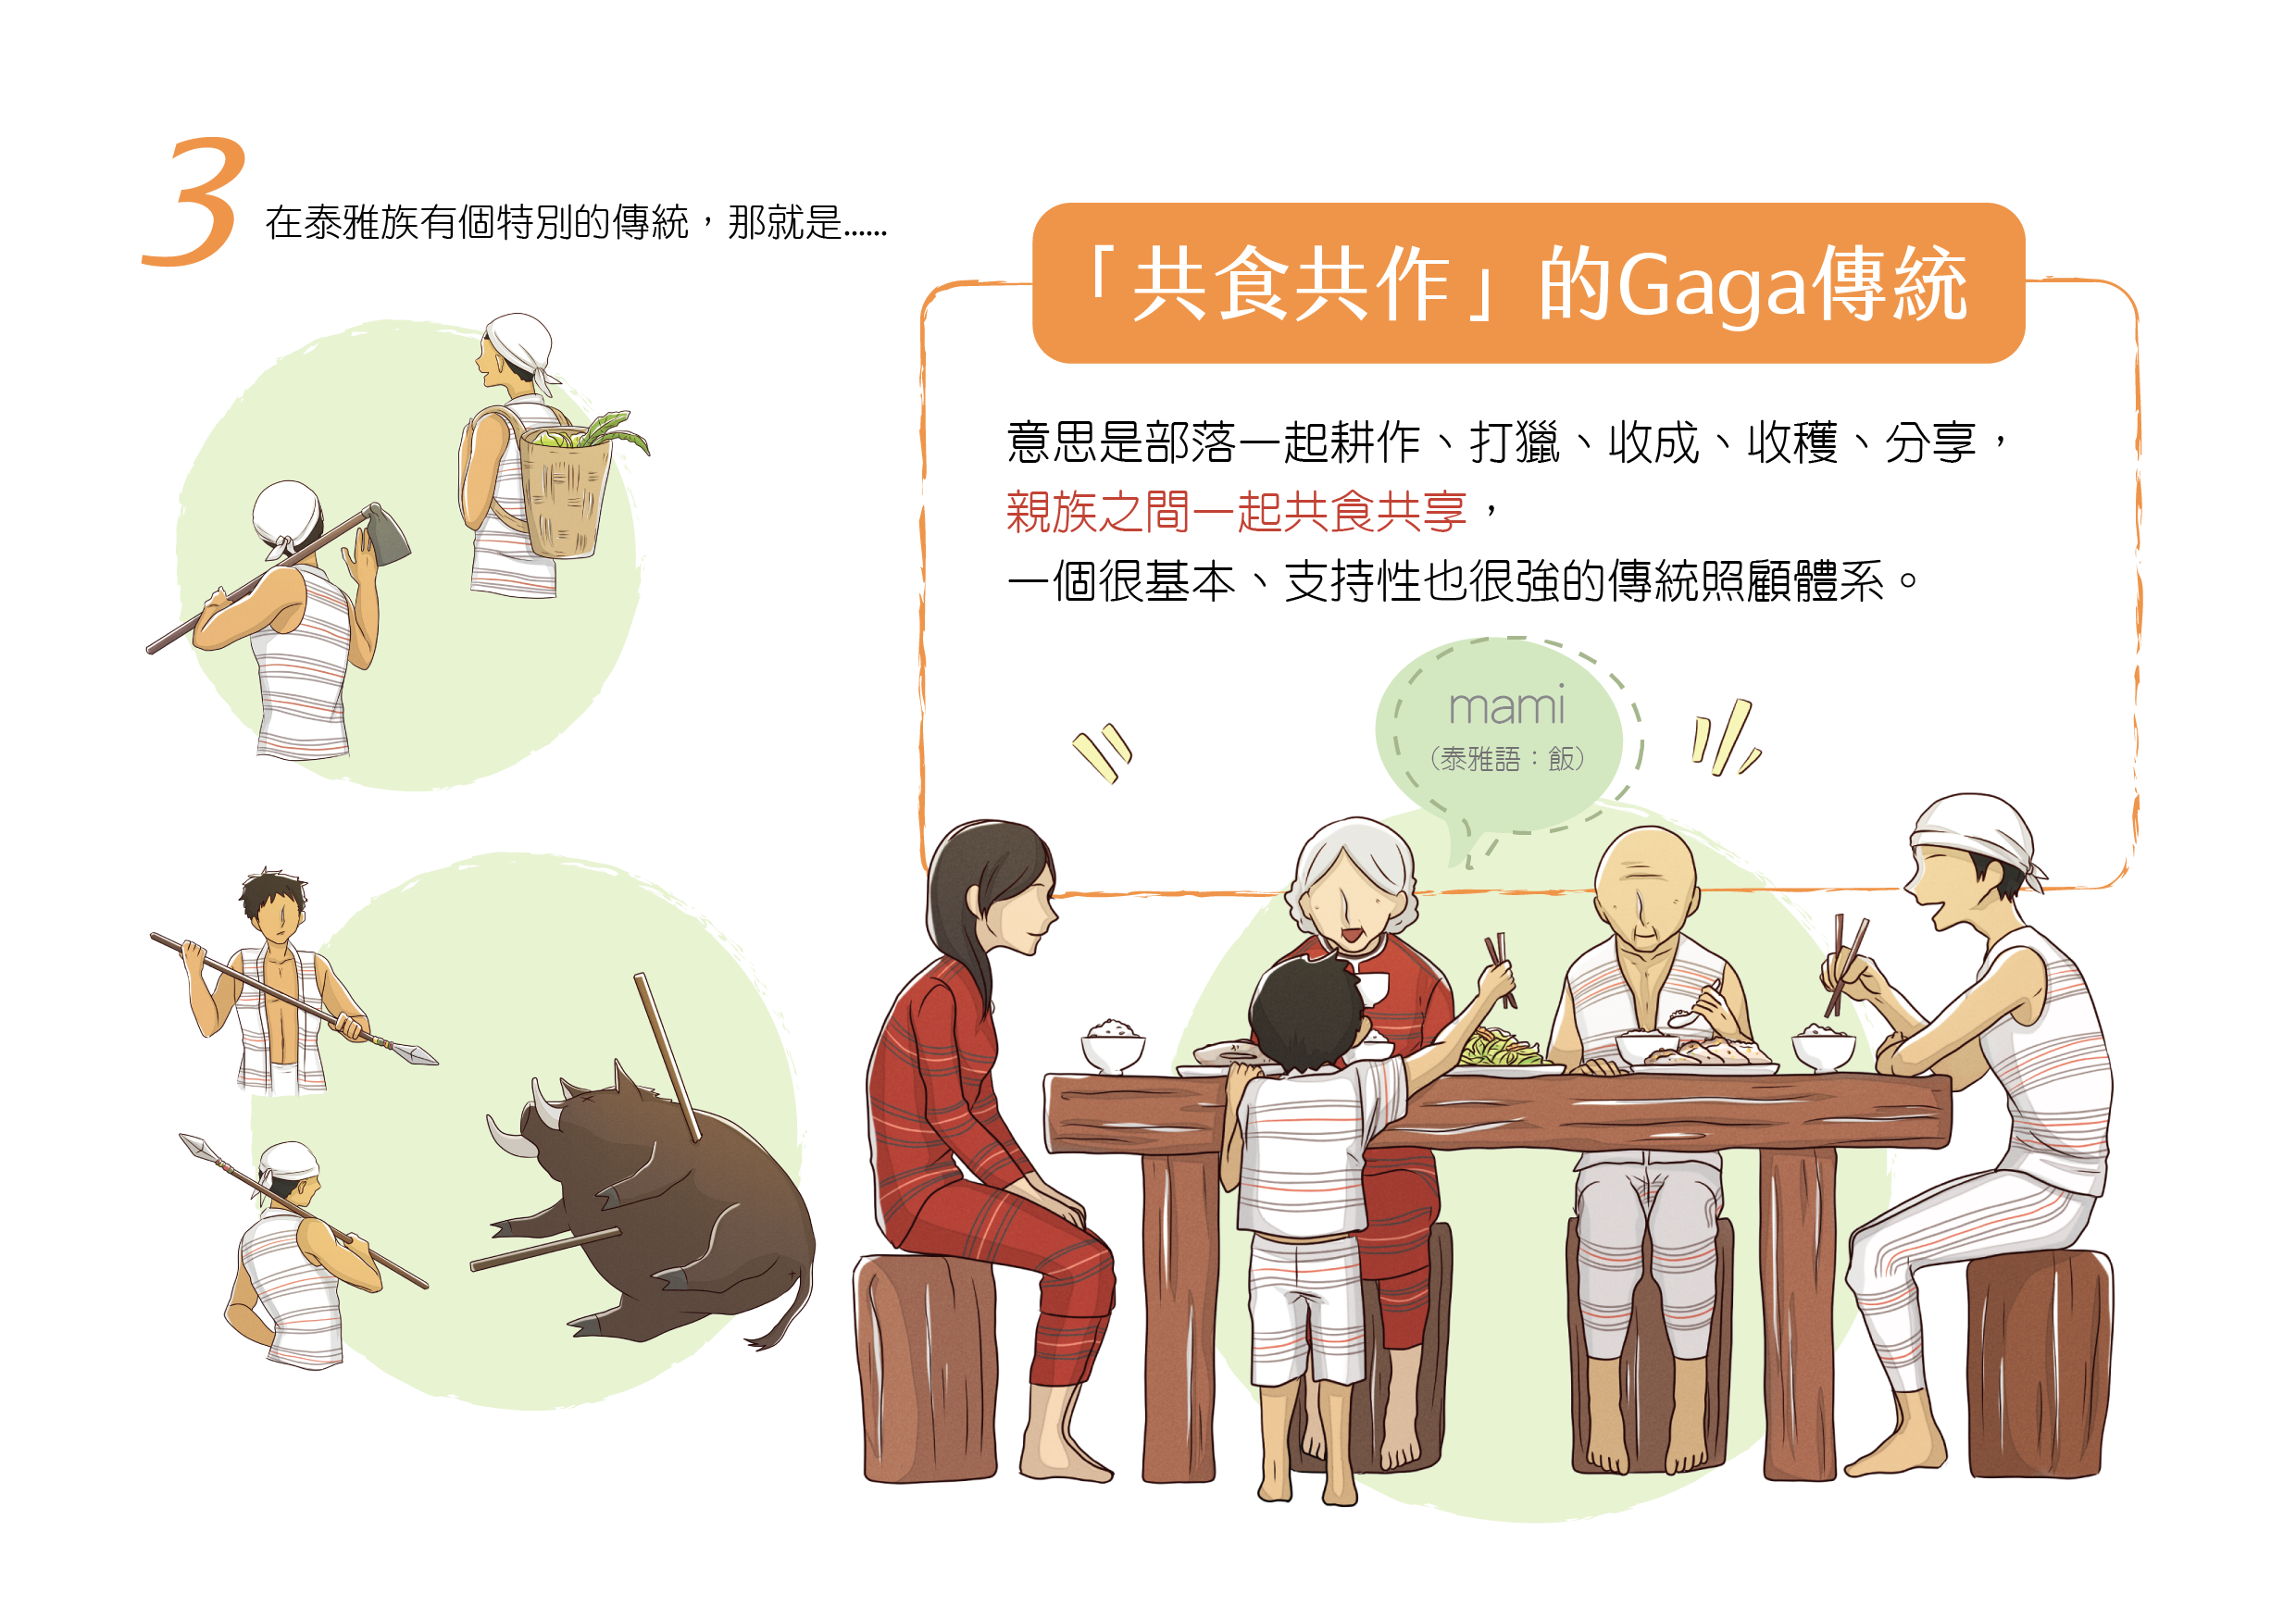 3
在泰雅族有個特別的傳統，那就是......
「共食共作」的Gaga傳統
意思是部落一起耕作、打獵、收成、收穫、分享，
親族之間一起共食共享，
一個很基本、支持性也很強的傳統照顧體系。
mami
（泰雅語：飯）